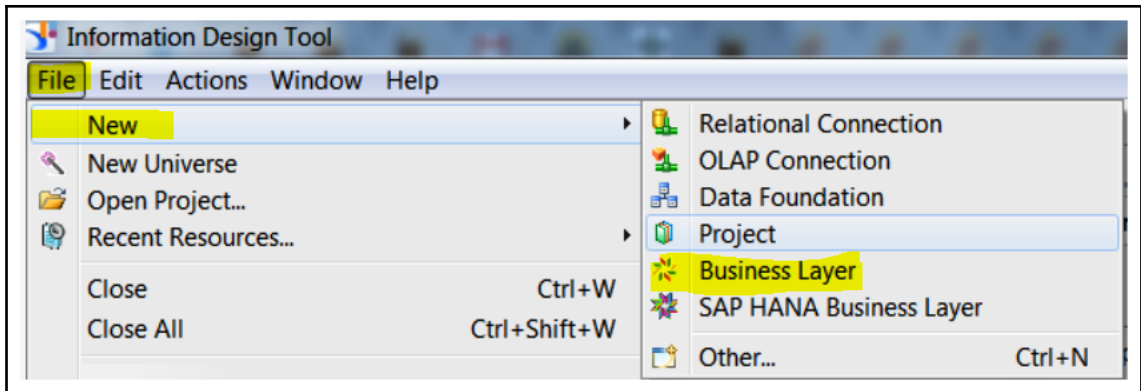 Information Design Tool
File Edit Actions Window Help
New
New Universe
Open Project...
Recent Resources...
Close Ctrl+W
Close All Ctrl+Shift+W
Relational Connection
OLAP Connection
Data Foundation
Project
Business Layer
SAP HANA Business Layer
Other... Ctrl+N